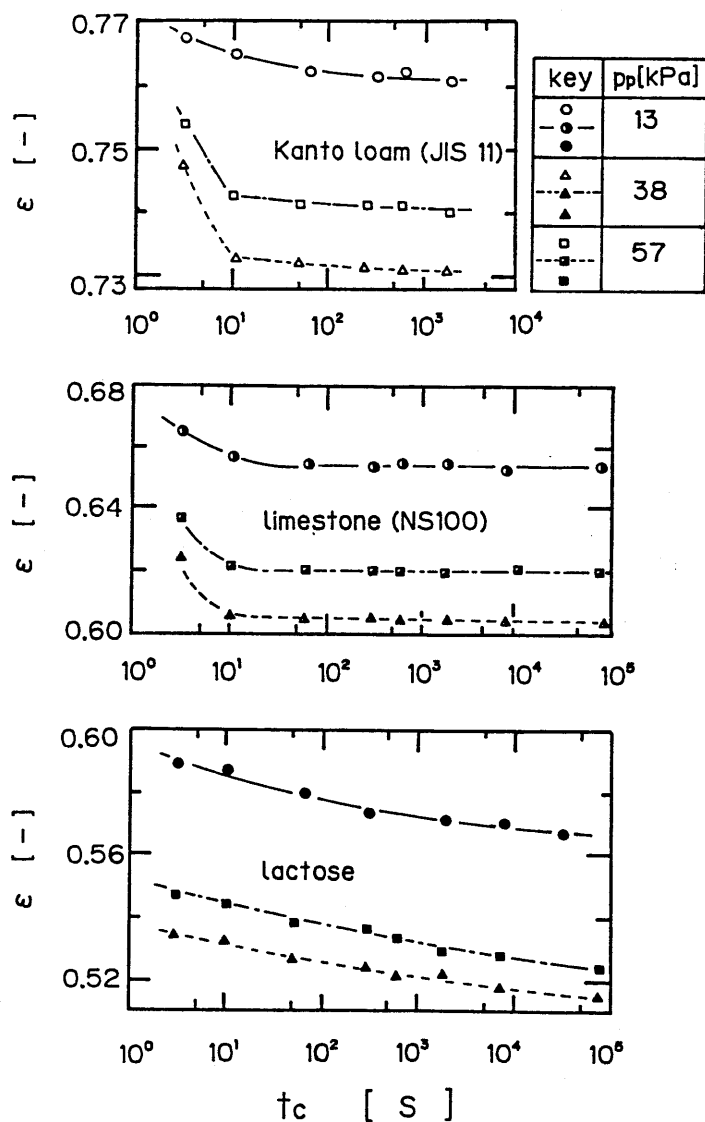 0.77
0.75
0.73
ε [-]
Kanto loam (JIS 11)
10⁰ 10¹ 10² 10³ 10⁴
key pp[kPa]
13
38
57
0.68
0.64
0.60
ε [-]
limestone (NS100)
10⁰ 10¹ 10² 10³ 10⁴ 10⁵
0.60
0.56
0.52
ε [-]
lactose
10⁰ 10¹ 10² 10³ 10⁴ 10⁵
tc [S]